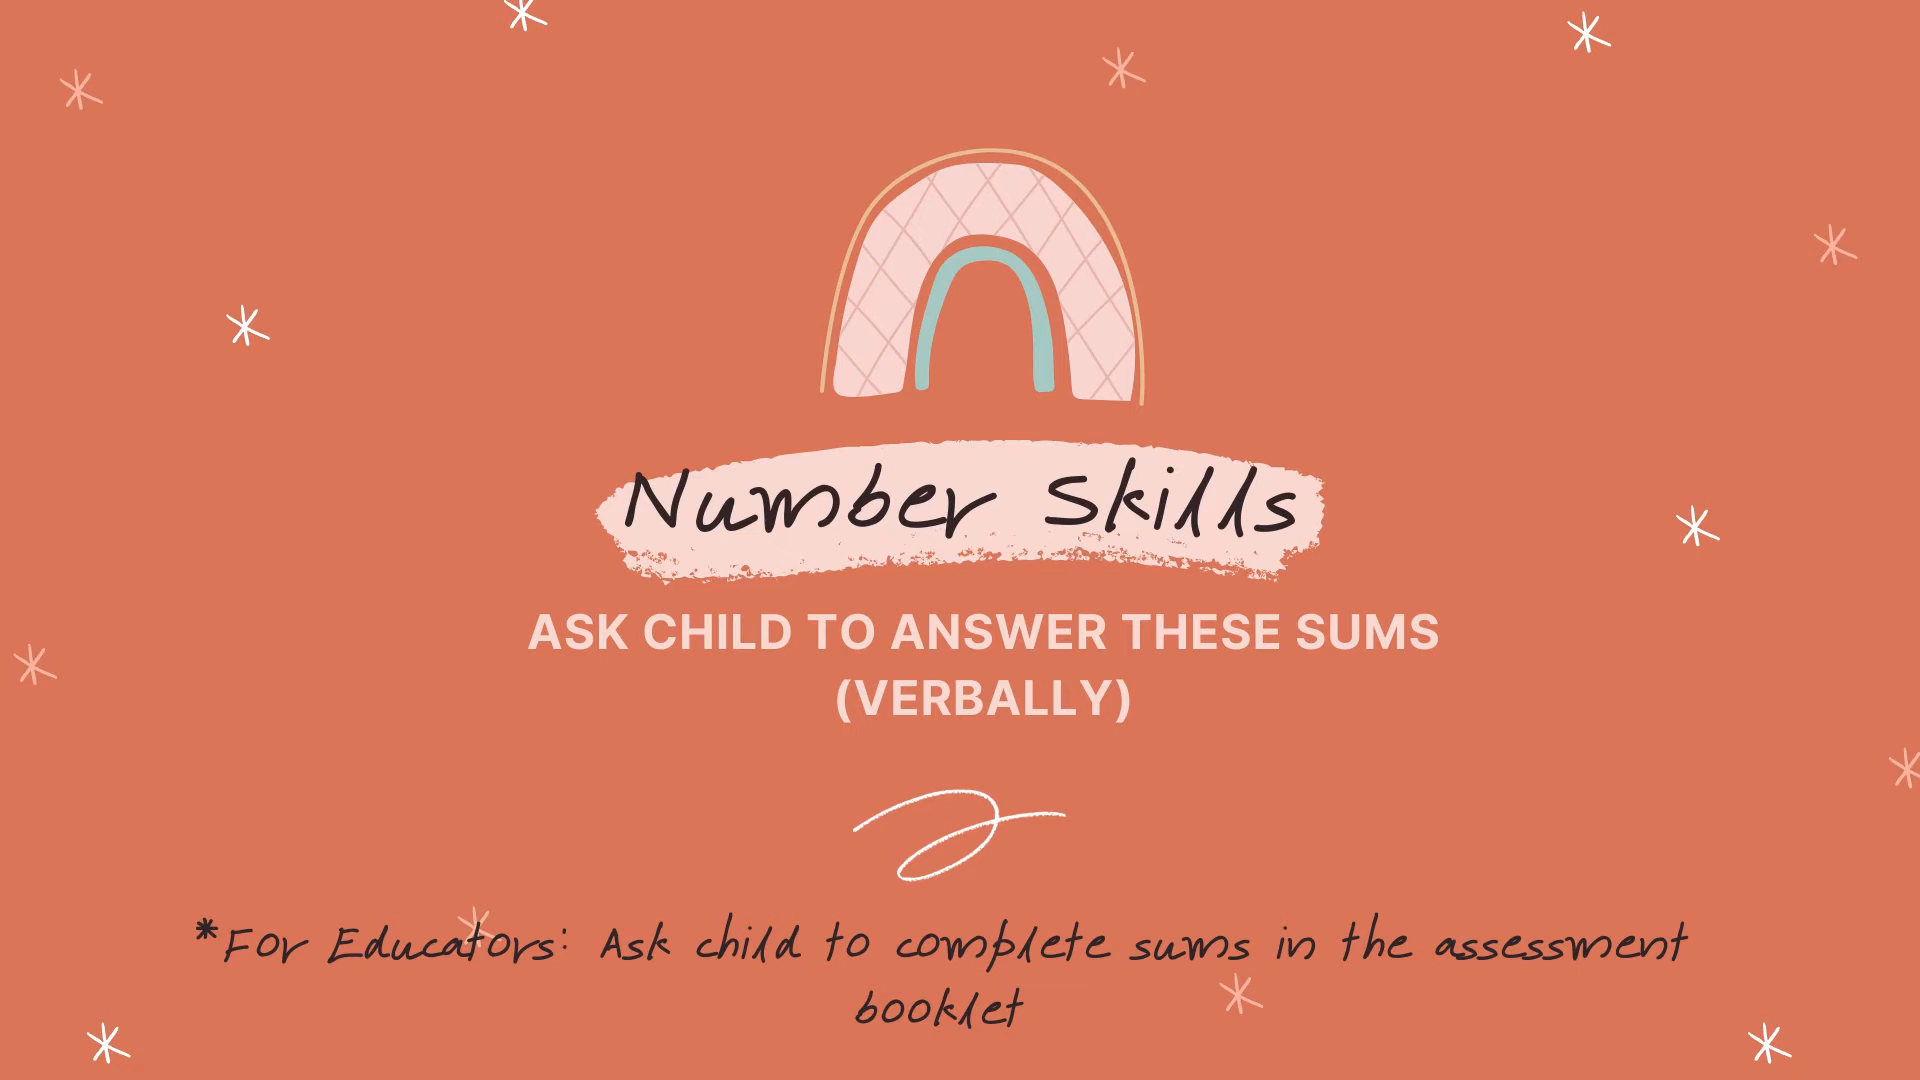 Number Skills
ASK CHILD TO ANSWER THESE SUMS
(VERBALLY)
*For Educators: Ask child to complete sums in the assessment
booklet